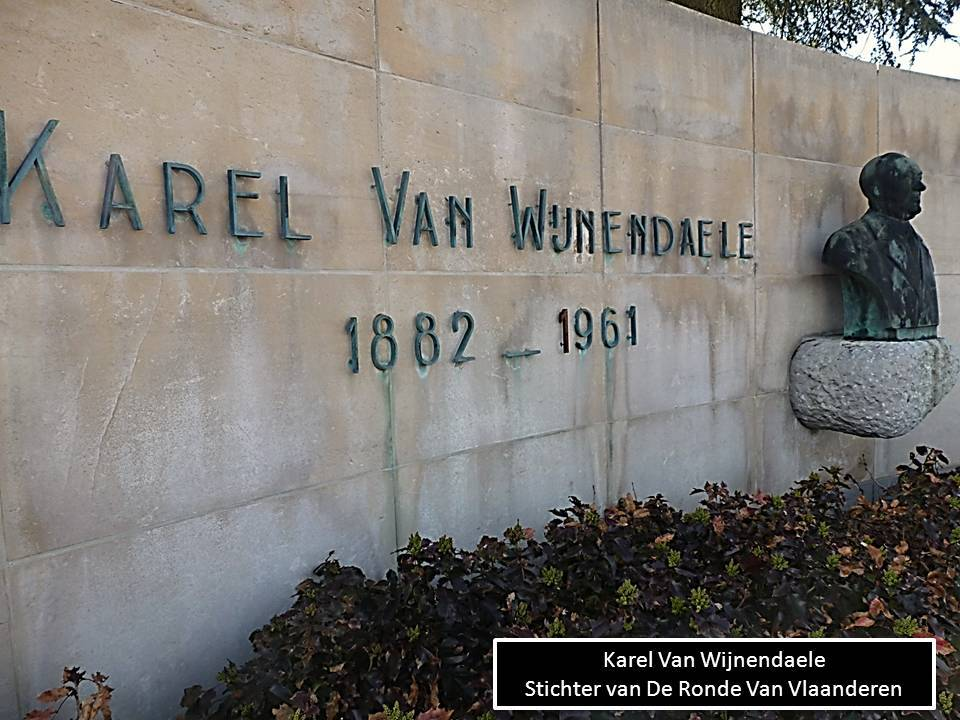 KAREL VAN WIJNENDAELE
1882 - 1961
Karel Van Wijnendaele
Stichter van De Ronde Van Vlaanderen